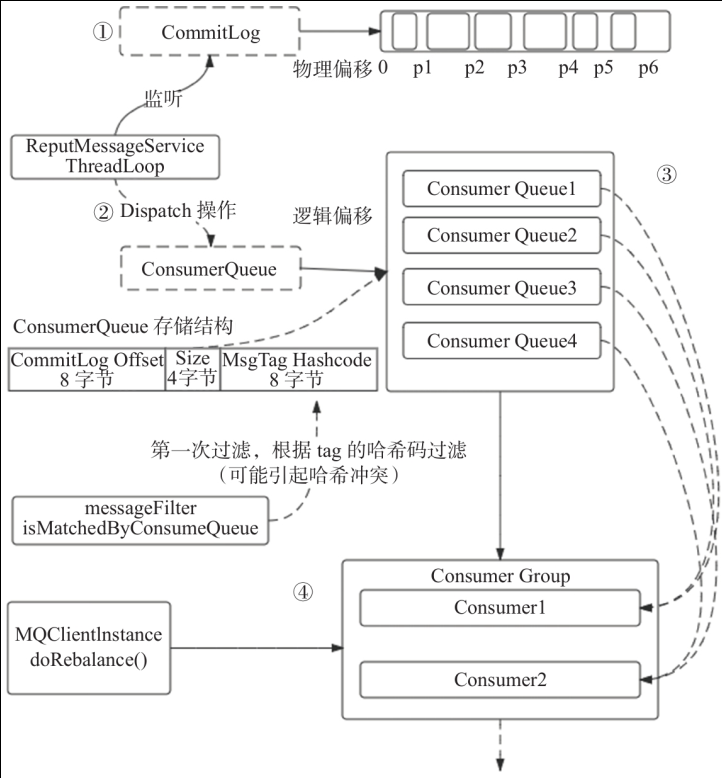 ①
CommitLog
物理偏移 0 p1 p2 p3 p4 p5 p6
监听
ReputMessageService
ThreadLoop
② Dispatch 操作
逻辑偏移
ConsumerQueue
③
Consumer Queue1
Consumer Queue2
Consumer Queue3
Consumer Queue4
ConsumerQueue 存储结构
CommitLog Offset
8 字节
Size
4字节
MsgTag Hashcode
8 字节
第一次过滤，根据 tag 的哈希码过滤
（可能引起哈希冲突）
messageFilter
isMatchedByConsumeQueue
④
Consumer Group
Consumer1
Consumer2
MQClientInstance
doRebalance()